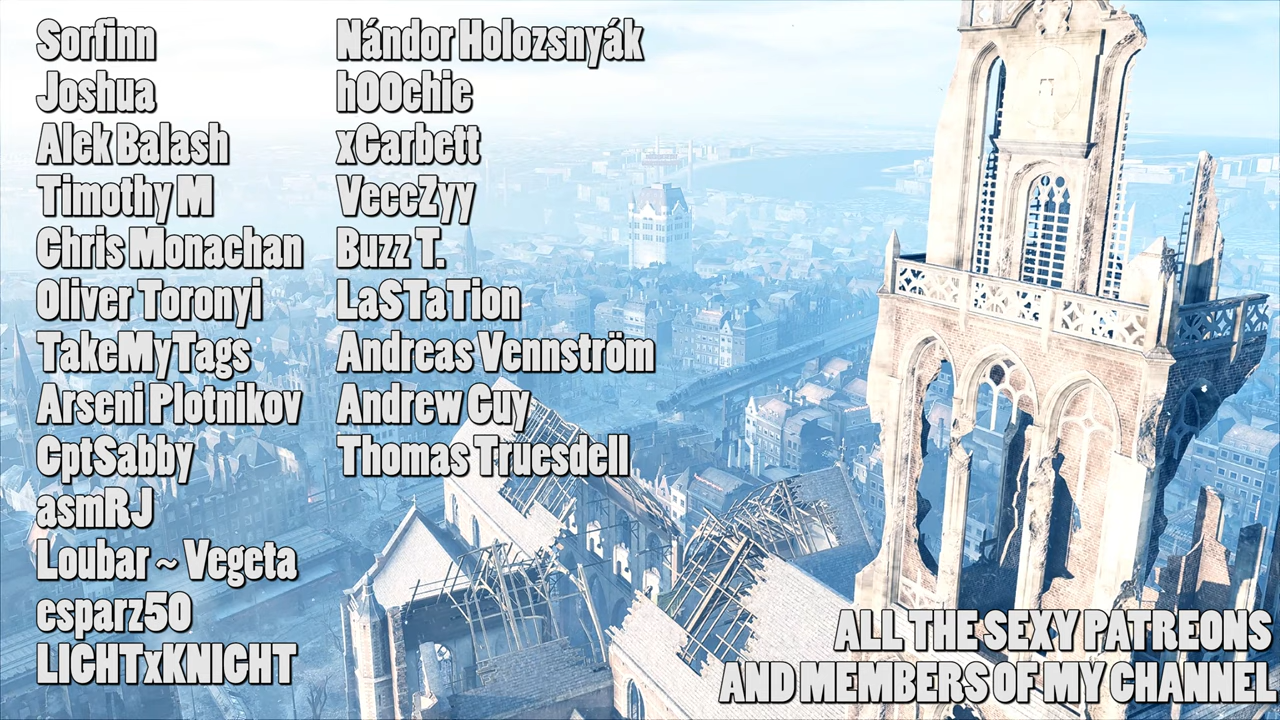 Sorfinn
Joshua
Alek Balash
Timothy M
Chris Monachan
Oliver Toronyi
TakeMyTags
Arseni Plotnikov
CptSabby
asmRJ
Loubar ~ Vegeta
esparz50
LIGHTxKNIGHT
Nándor Holozsnyák
h00chie
xGarbett
VeccZyy
Buzz T.
LaSTaTion
Andreas Vennström
Andrew Guy
Thomas Truesdell
ALL THE SEXY PATREONS
AND MEMBERS OF MY CHANNEL